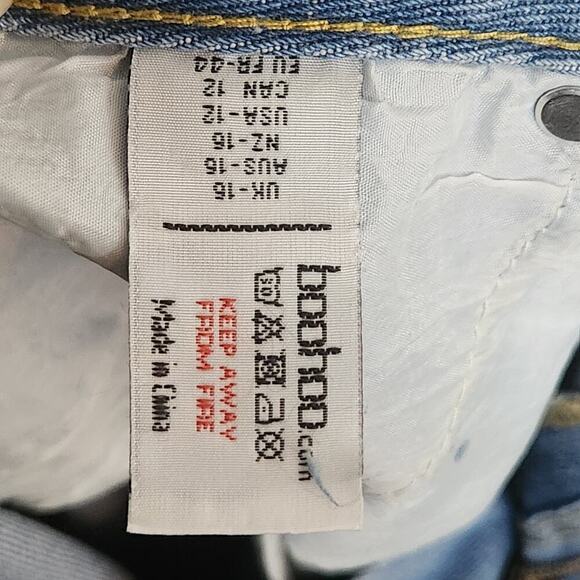 UK-16
AUS-16
NZ-16
USA-12
CAN 12
EU FR-44
boohoo.com
30
KEEP AWAY
FROM FIRE
Made in China